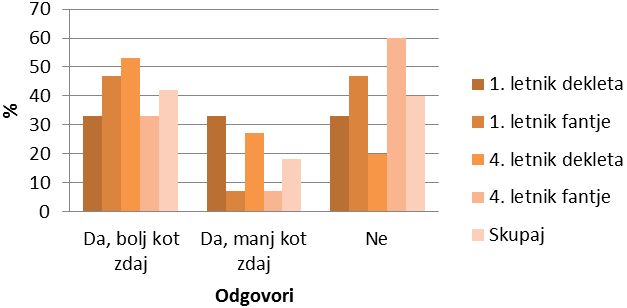 70
60
50
40
30
20
10
0
%
Da, bolj kot
zdaj
Da, manj kot
zdaj
Ne
Odgovori
1. letnik dekleta
1. letnik fantje
4. letnik dekleta
4. letnik fantje
Skupaj